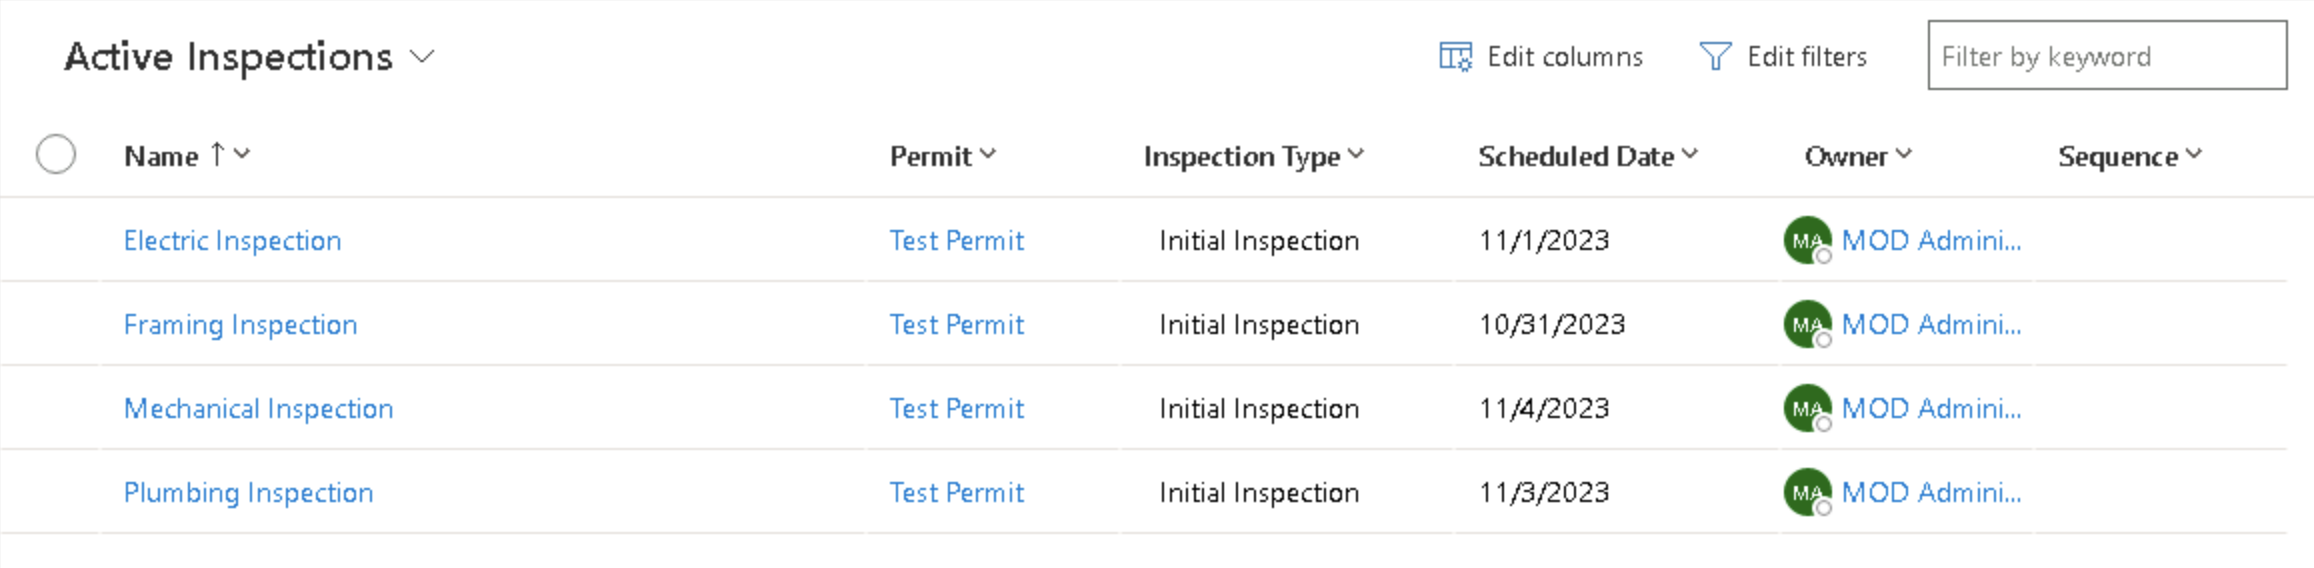 Active Inspections Edit columns Edit filters Filter by keyword
Name Permit Inspection Type Scheduled Date Owner Sequence
Electric Inspection Test Permit Initial Inspection 11/1/2023 MA MOD Admini...
Framing Inspection Test Permit Initial Inspection 10/31/2023 MA MOD Admini...
Mechanical Inspection Test Permit Initial Inspection 11/4/2023 MA MOD Admini...
Plumbing Inspection Test Permit Initial Inspection 11/3/2023 MA MOD Admini...